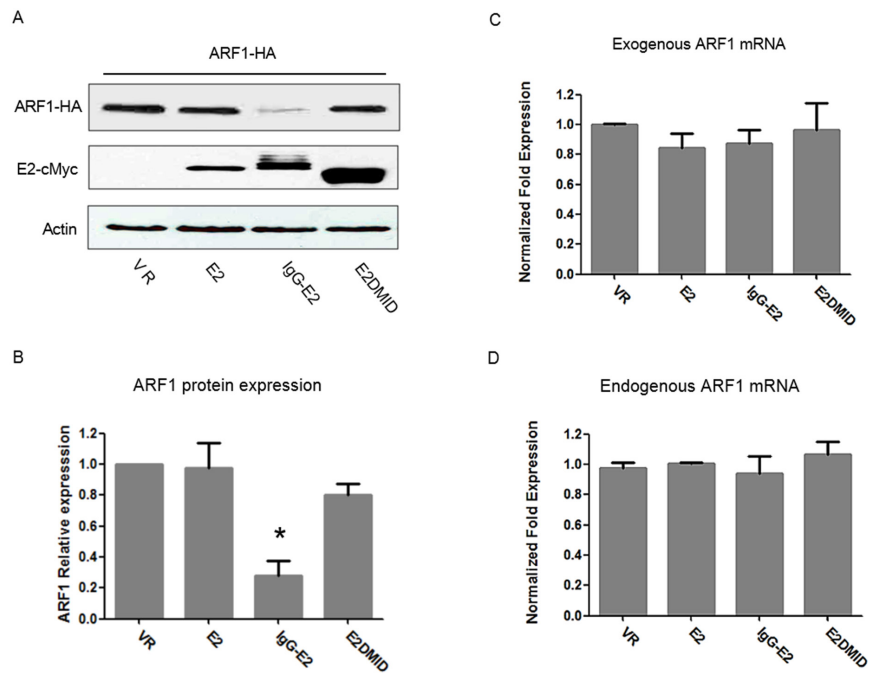 A
ARF1-HA
ARF1-HA
E2-cMyc
Actin
V R
E2
IgG-E2
E2DMID
B
ARF1 protein expression
ARF1 Relative expresssion
1.2
1.0
0.8
0.6
0.4
0.2
0.0
*
VR
E2
IgG-E2
E2DMID
C
Exogenous ARF1 mRNA
Normalized Fold Expression
1.2
1.0
0.8
0.6
0.4
0.2
0.0
VR
E2
IgG-E2
E2DMID
D
Endogenous ARF1 mRNA
Normalized Fold Expression
1.2
1.0
0.8
0.6
0.4
0.2
0.0
VR
E2
IgG-E2
E2DMID